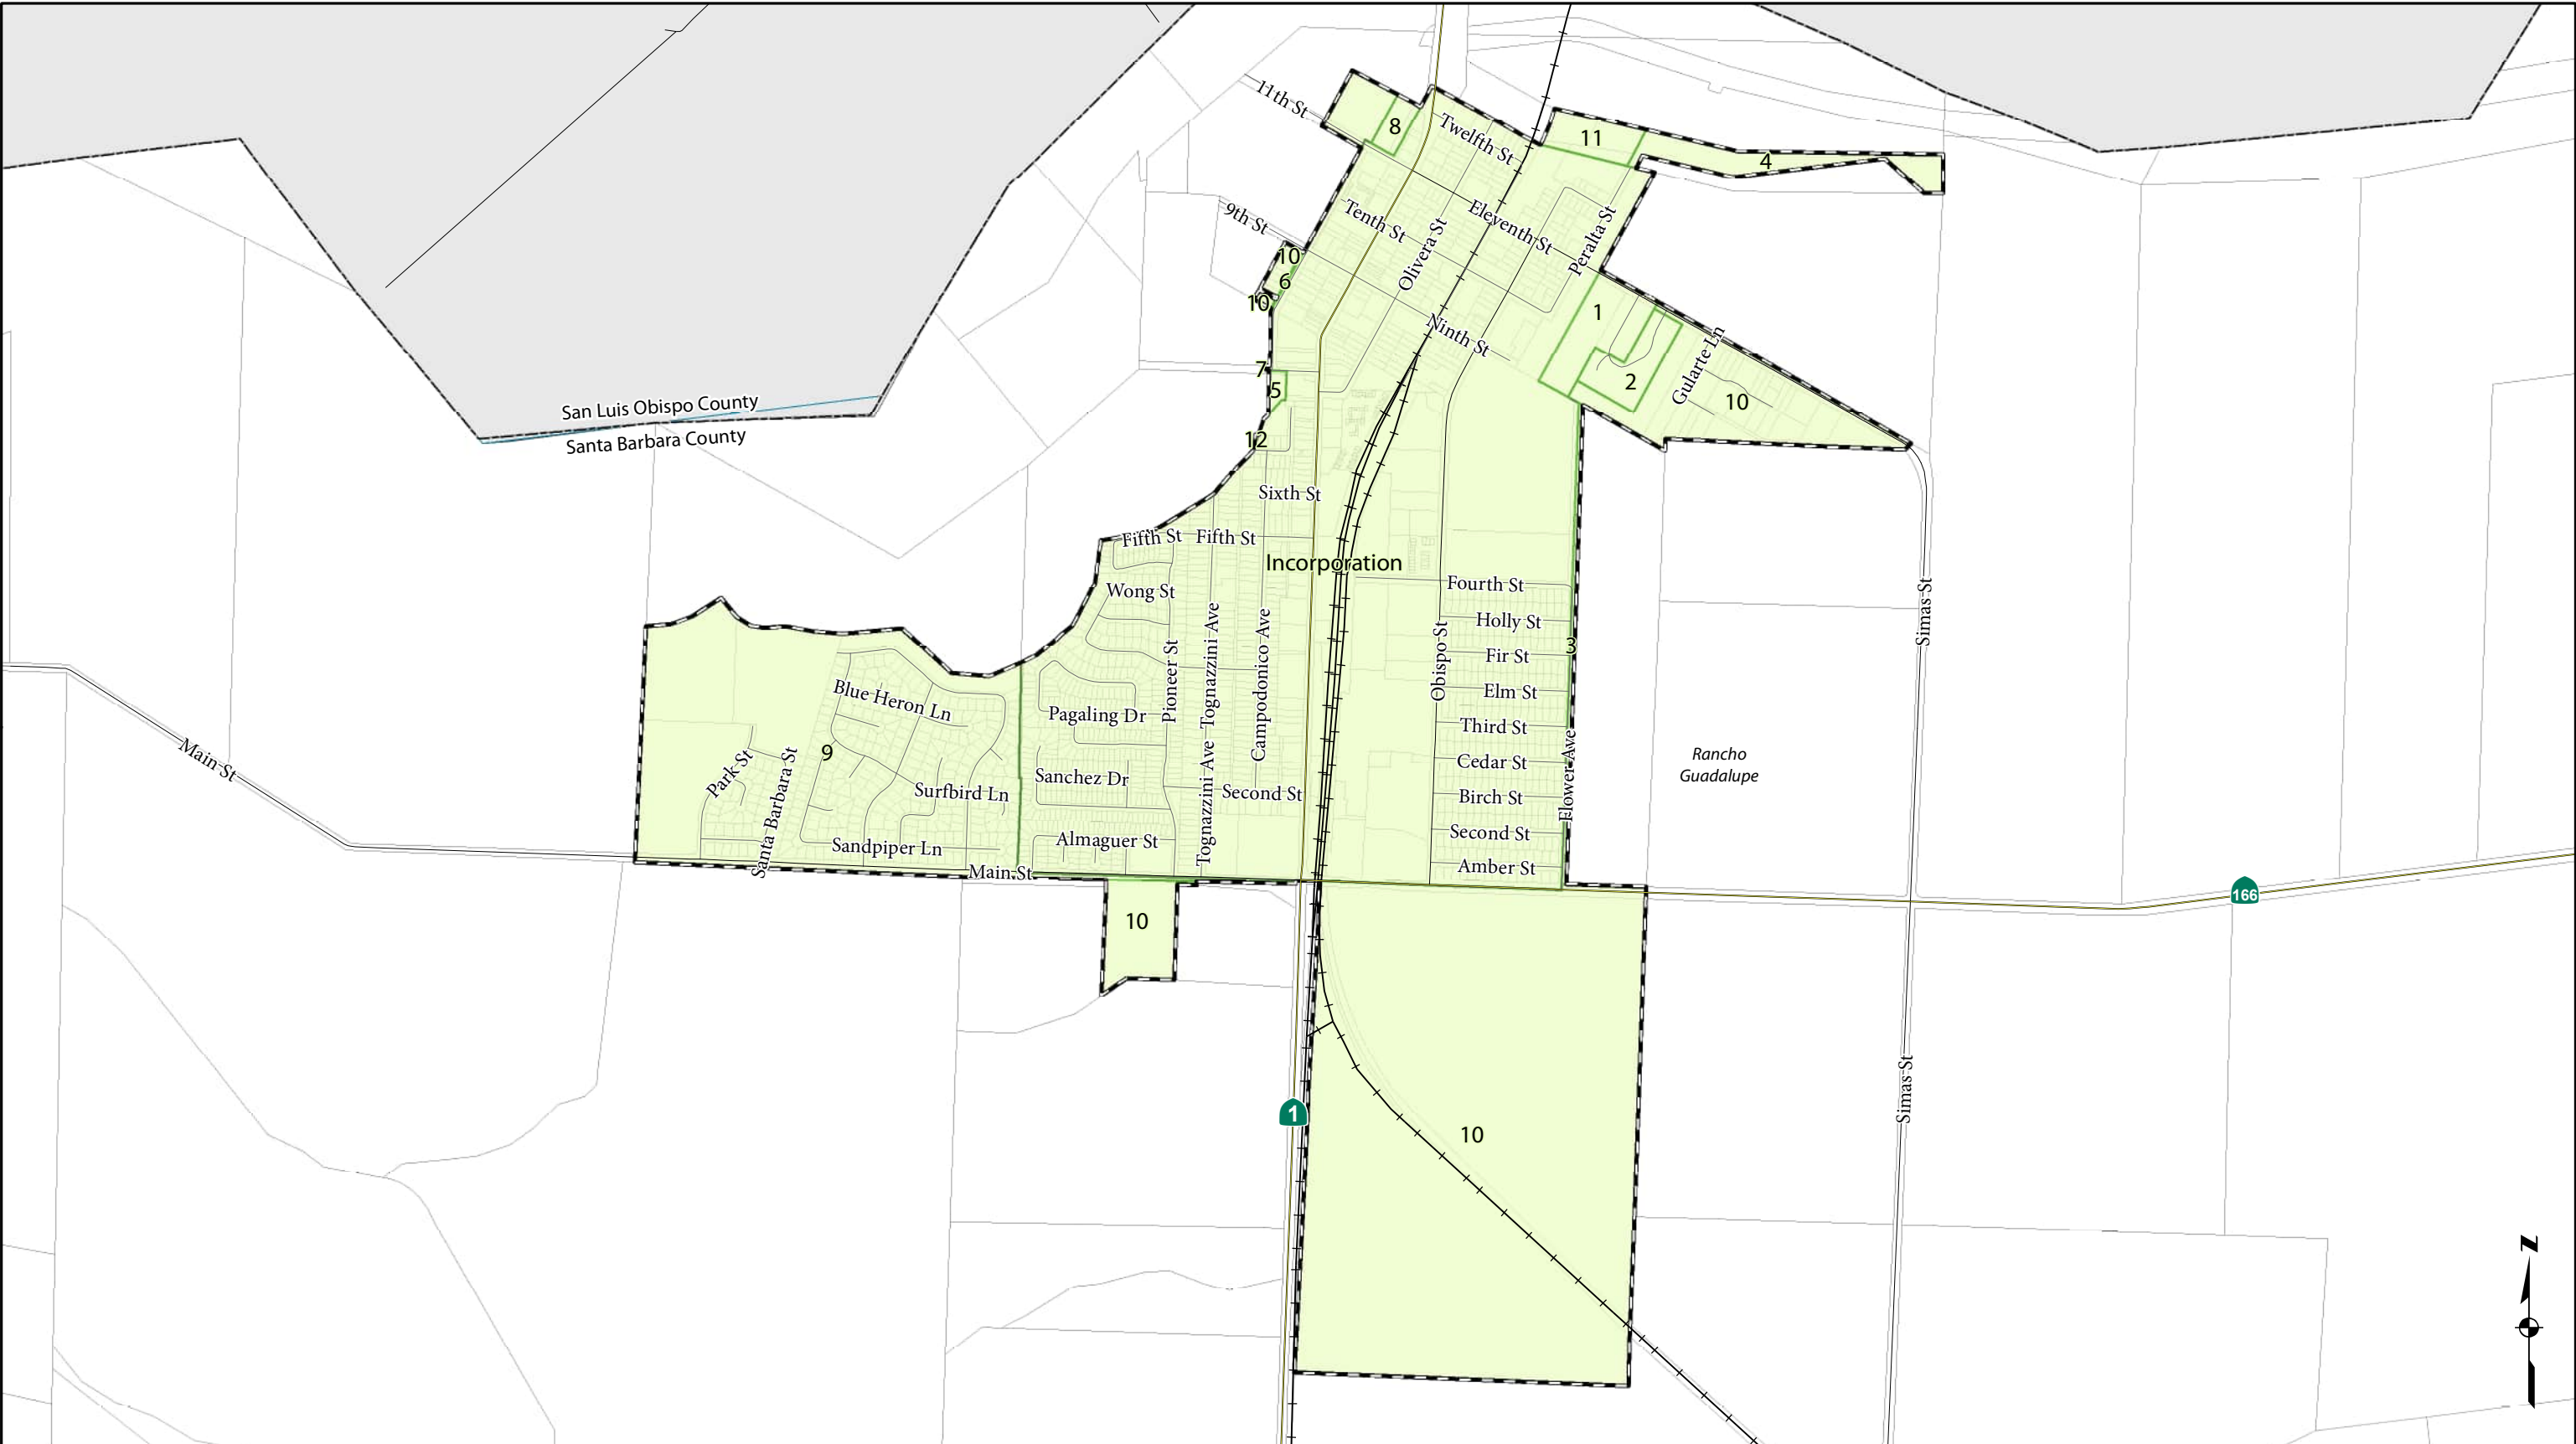 11th St
8
Twelfth St
11
4
9th St
Tenth St
Olivera St
Eleventh St
Peralta St
10
6
10
1
Ninth St
Gularte Ln
2
10
7
5
12
San Luis Obispo County
Santa Barbara County
Sixth St
Fifth St
Fifth St
Incorporation
Wong St
Fourth St
Holly St
Fir St
3
Elm St
Third St
Cedar St
Birch St
Second St
Amber St
Obispo St
Flower Ave
Simas St
Pioneer St
Tognazzini Ave
Tognazzini Ave
Campodonico Ave
Blue Heron Ln
Pagaling Dr
9
Park St
Santa Barbara St
Sanchez Dr
Surfbird Ln
Second St
Sandpiper Ln
Almaguer St
Main St
Main St
Rancho
Guadalupe
166
10
1
10
Simas St
N